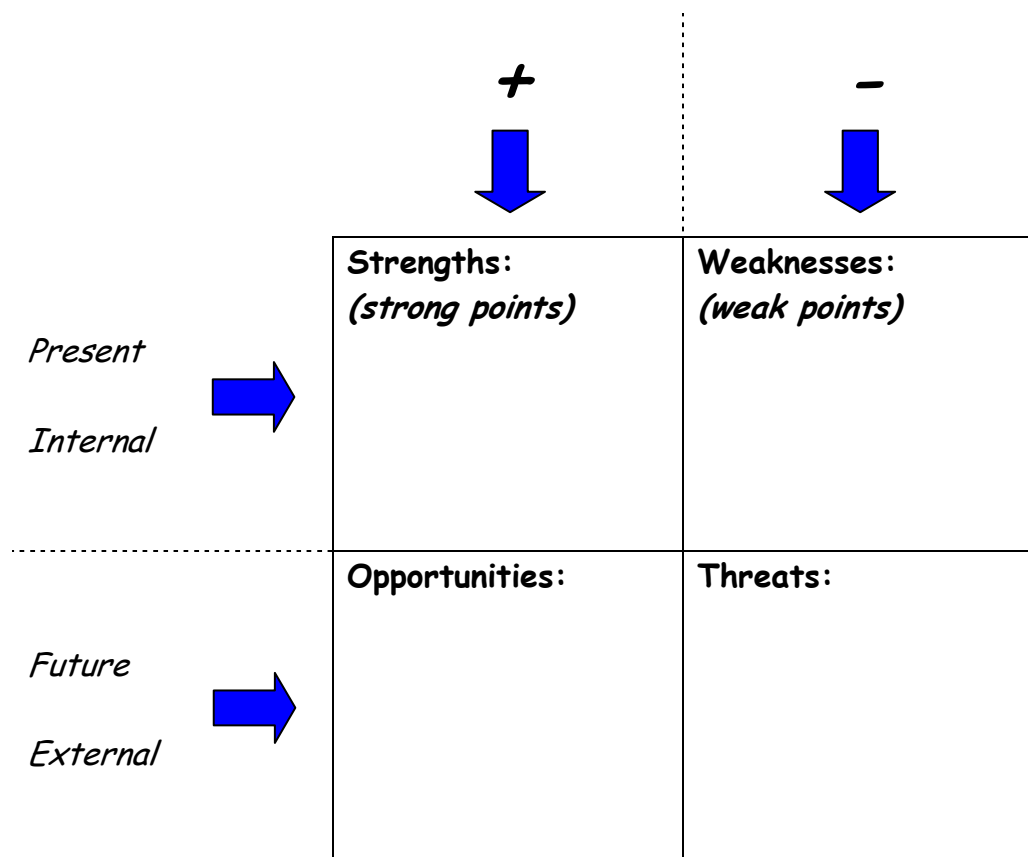 +
-
Strengths:
(strong points)
Weaknesses:
(weak points)
Present
Internal
Opportunities:
Threats:
Future
External